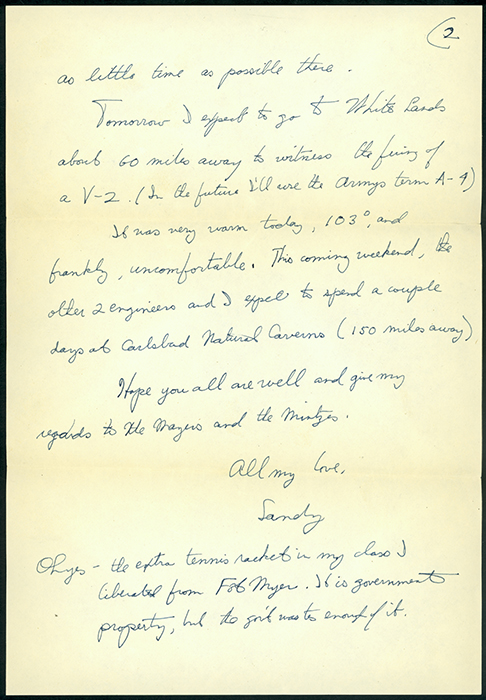 (2
as little time as possible there.
Tomorrow I expect to go to White Sands
about 60 miles away to witness the firing of
a V-2. (In the future I'll use the Army's term A-4)
It was very warm today, 103°, and
frankly, uncomfortable. This coming weekend, the
other 2 engineers and I expect to spend a couple
days at Carlsbad Natural Caverns (150 miles away)
Hope you all are well and give my
regards to the Mayers and the Mintzes.
All my love,
Sandy
Oh yes - the extra tennis racket in my class I
liberated from Fort Myer. It is government
property, but the gov't wastes enough of it.